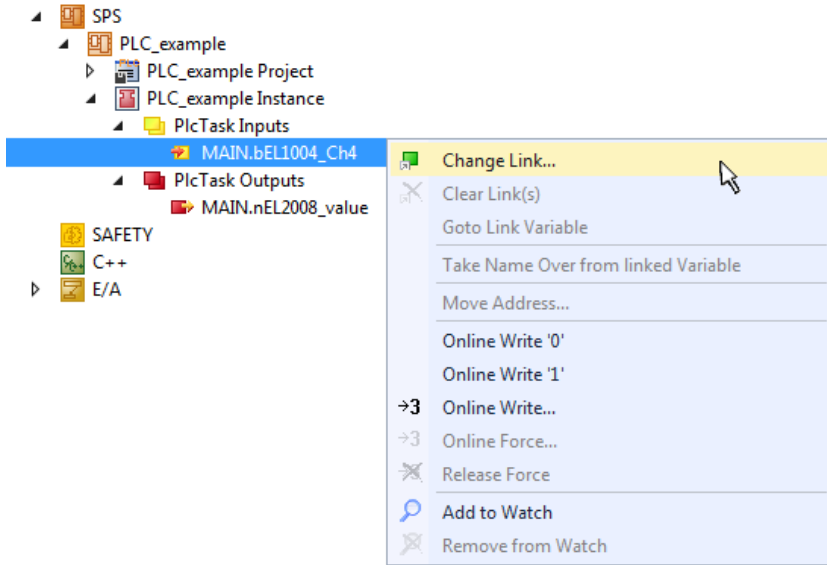 SPS
PLC_example
PLC_example Project
PLC_example Instance
PlcTask Inputs
MAIN.bEL1004_Ch4
PlcTask Outputs
MAIN.nEL2008_value
SAFETY
C++
E/A
Change Link...
Clear Link(s)
Goto Link Variable
Take Name Over from linked Variable
Move Address...
Online Write '0'
Online Write '1'
→3 Online Write...
→3 Online Force...
Release Force
Add to Watch
Remove from Watch